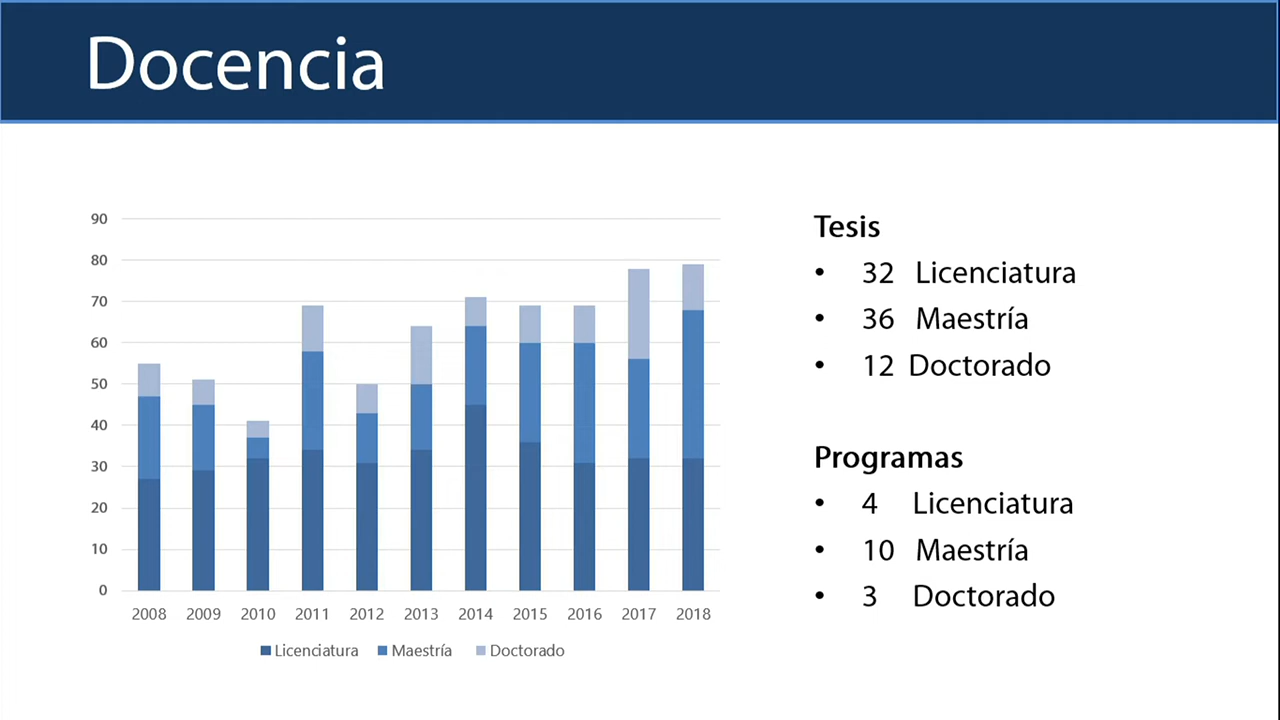 Docencia
90
80
70
60
50
40
30
20
10
0
2008 2009 2010 2011 2012 2013 2014 2015 2016 2017 2018
Licenciatura Maestría Doctorado
Tesis
• 32 Licenciatura
• 36 Maestría
• 12 Doctorado
Programas
• 4 Licenciatura
• 10 Maestría
• 3 Doctorado